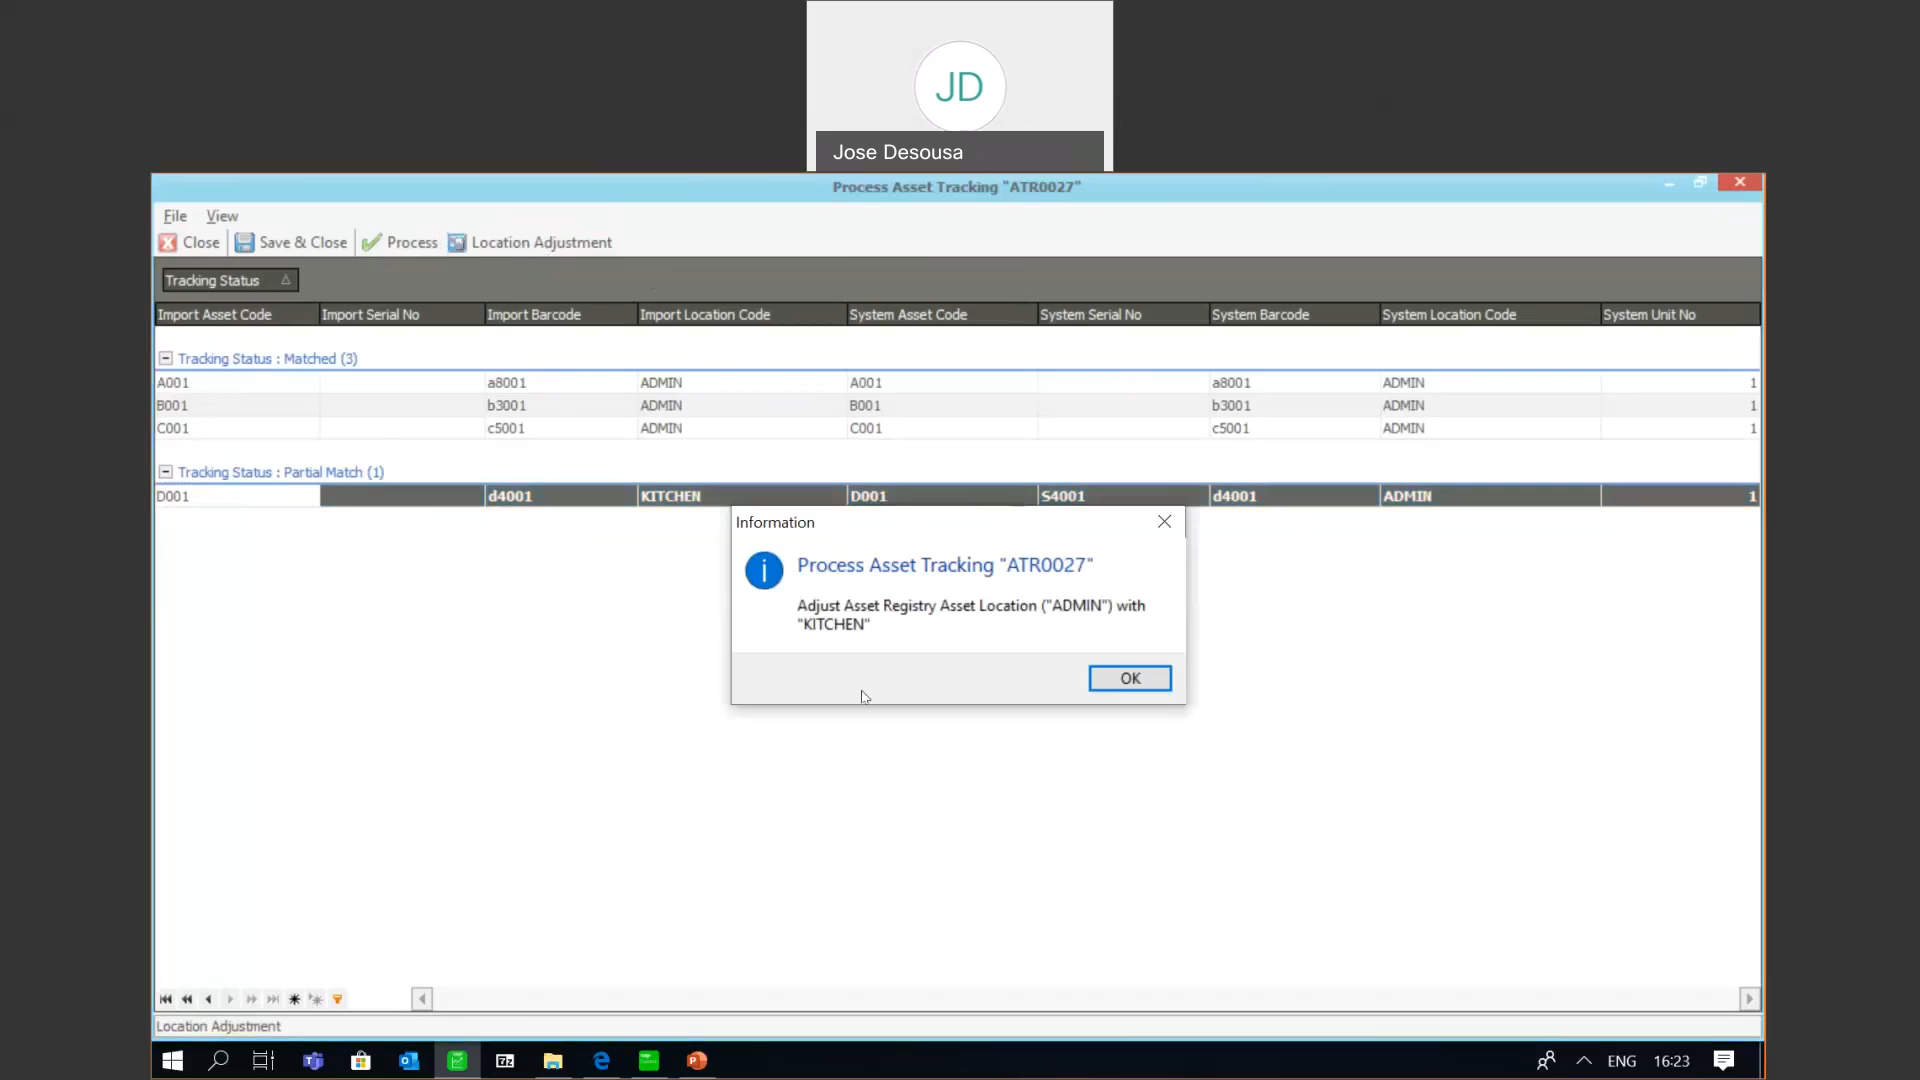 JD
Jose Desousa
Process Asset Tracking "ATR0027"
File View
Close Save & Close Process Location Adjustment
Tracking Status
Import Asset Code Import Serial No Import Barcode Import Location Code System Asset Code System Serial No System Barcode System Location Code System Unit No
Tracking Status : Matched (3)
A001 a8001 ADMIN A001 a8001 ADMIN 1
B001 b3001 ADMIN B001 b3001 ADMIN 1
C001 c5001 ADMIN C001 c5001 ADMIN 1
Tracking Status : Partial Match (1)
D001 d4001 KITCHEN D001 S4001 d4001 ADMIN 1
Information
Process Asset Tracking "ATR0027"
Adjust Asset Registry Asset Location ("ADMIN") with
"KITCHEN"
OK
Location Adjustment
ENG 16:23